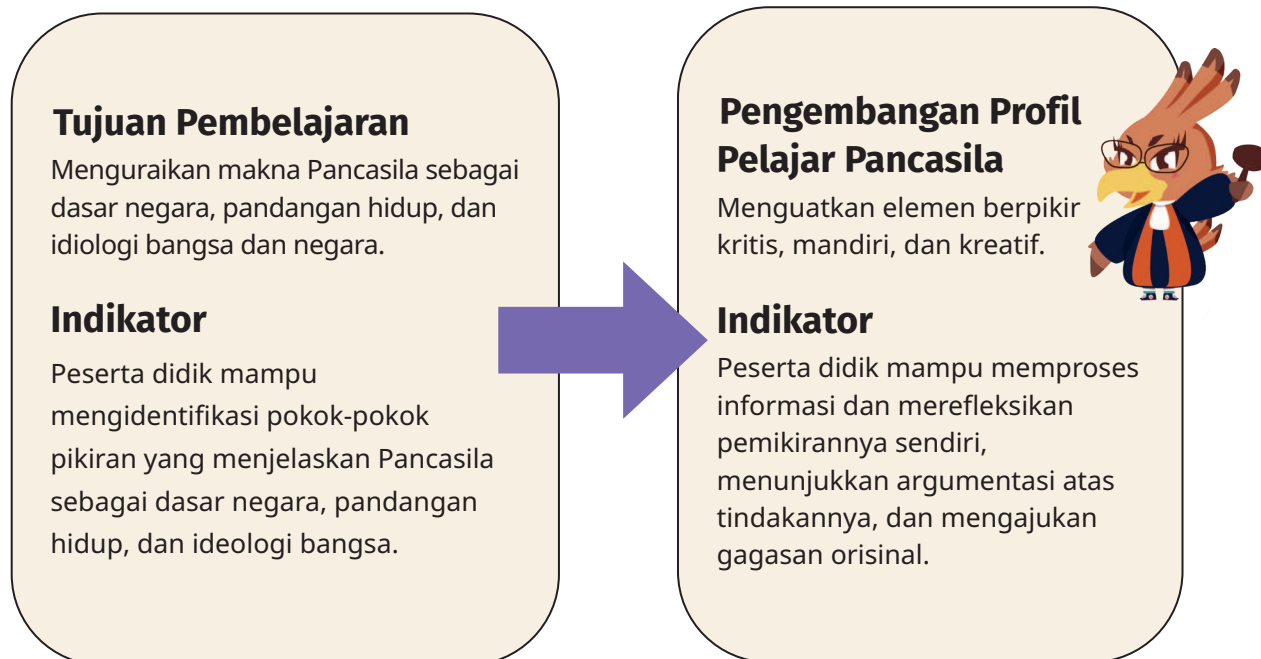 Tujuan Pembelajaran
Menguraikan makna Pancasila sebagai
dasar negara, pandangan hidup, dan
idiologi bangsa dan negara.
Indikator
Peserta didik mampu
mengidentifikasi pokok-pokok
pikiran yang menjelaskan Pancasila
sebagai dasar negara, pandangan
hidup, dan ideologi bangsa.
Pengembangan Profil
Pelajar Pancasila
Menguatkan elemen berpikir
kritis, mandiri, dan kreatif.
Indikator
Peserta didik mampu memproses
informasi dan merefleksikan
pemikirannya sendiri,
menunjukkan argumentasi atas
tindakannya, dan mengajukan
gagasan orisinal.